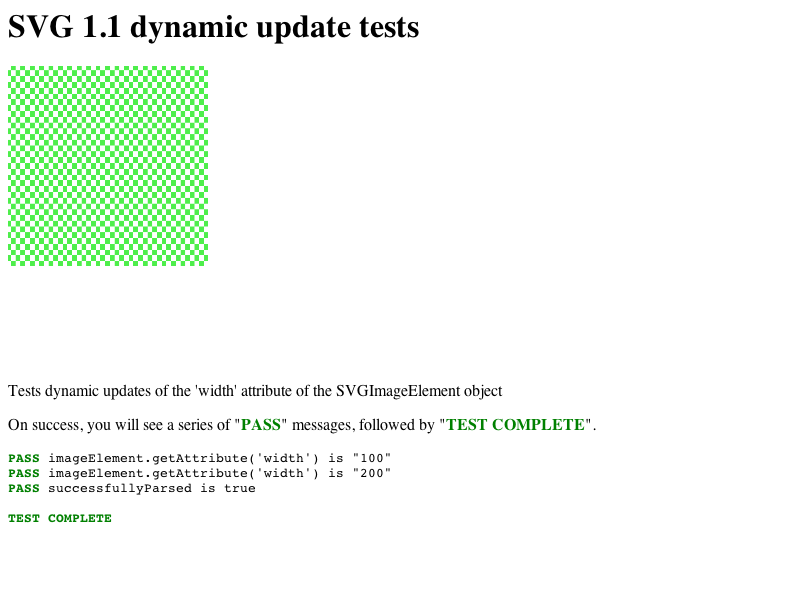 SVG 1.1 dynamic update tests
Tests dynamic updates of the 'width' attribute of the SVGImageElement object
On success, you will see a series of "PASS" messages, followed by "TEST COMPLETE".
PASS imageElement.getAttribute('width') is "100"
PASS imageElement.getAttribute('width') is "200"
PASS successfullyParsed is true
TEST COMPLETE